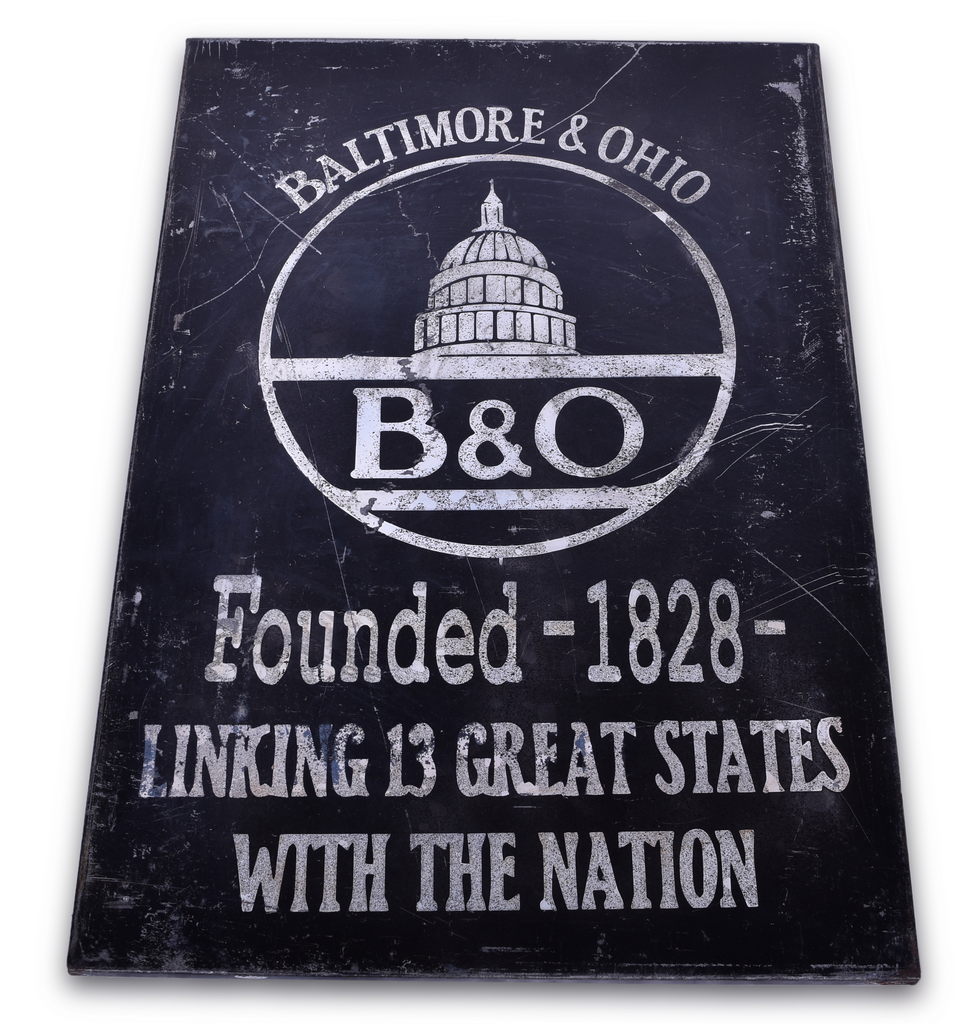 BALTIMORE & OHIO
B&O
Founded -1828-
LINKING 13 GREAT STATES
WITH THE NATION